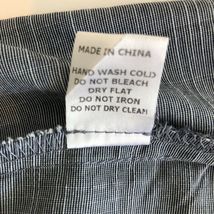 MADE IN CHINA
HAND WASH COLD
DO NOT BLEACH
DRY FLAT
DO NOT IRON
DO NOT DRY CLEAN